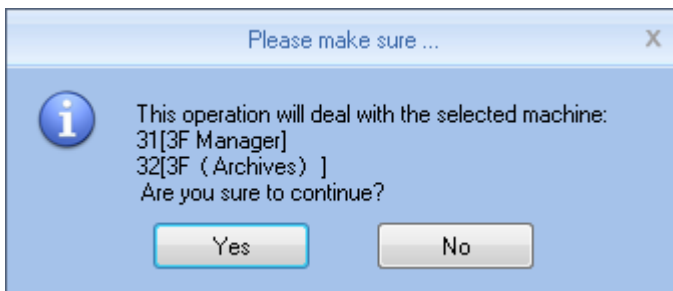 Please make sure ...
X
This operation will deal with the selected machine:
31[3F Manager]
32[3F（Archives）]
Are you sure to continue?
Yes No